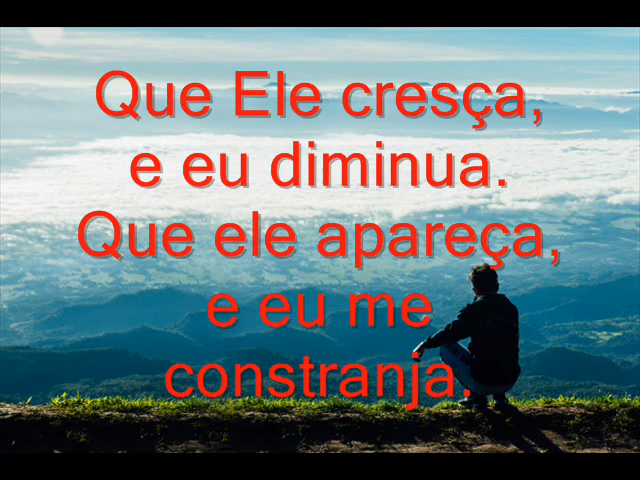 Que Ele cresça,
e eu diminua.
Que ele apareça,
e eu me
constranja.